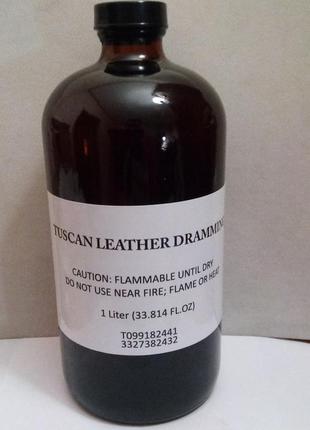 TUSCAN LEATHER DRAMMING
CAUTION: FLAMMABLE UNTIL DRY
DO NOT USE NEAR FIRE; FLAME OR HEAT
1 Liter (33.814 FL.OZ)
T099182441
3327382432